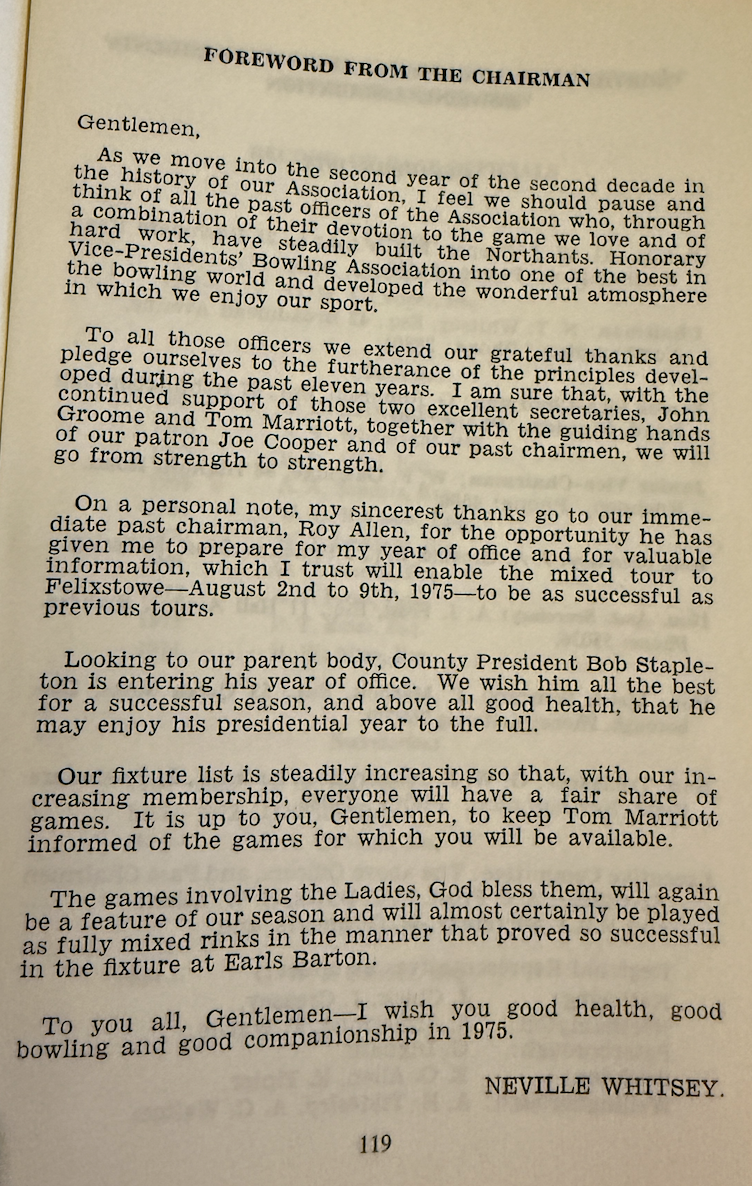 FOREWORD FROM THE CHAIRMAN
Gentlemen,
As we move into the second year of the second decade in
the history of our Association, I feel we should pause and
think of all the past officers of the Association who, through
a combination of their devotion to the game we love and of
hard work, have steadily built the Northants. Honorary
Vice-Presidents' Bowling Association into one of the best in
the bowling world and developed the wonderful atmosphere
in which we enjoy our sport.
To all those officers we extend our grateful thanks and
pledge ourselves to the furtherance of the principles devel-
oped during the past eleven years. I am sure that, with the
continued support of those two excellent secretaries, John
Groome and Tom Marriott, together with the guiding hands
of our patron Joe Cooper and of our past chairmen, we will
go from strength to strength.
On a personal note, my sincerest thanks go to our imme-
diate past chairman, Roy Allen, for the opportunity he has
given me to prepare for my year of office and for valuable
information, which I trust will enable the mixed tour to
Felixstowe—August 2nd to 9th, 1975—to be as successful as
previous tours.
Looking to our parent body, County President Bob Staple-
ton is entering his year of office. We wish him all the best
for a successful season, and above all good health, that he
may enjoy his presidential year to the full.
Our fixture list is steadily increasing so that, with our in-
creasing membership, everyone will have a fair share of
games. It is up to you, Gentlemen, to keep Tom Marriott
informed of the games for which you will be available.
The games involving the Ladies, God bless them, will again
be a feature of our season and will almost certainly be played
as fully mixed rinks in the manner that proved so successful
in the fixture at Earls Barton.
To you all, Gentlemen—I wish you good health, good
bowling and good companionship in 1975.
NEVILLE WHITSEY.
119